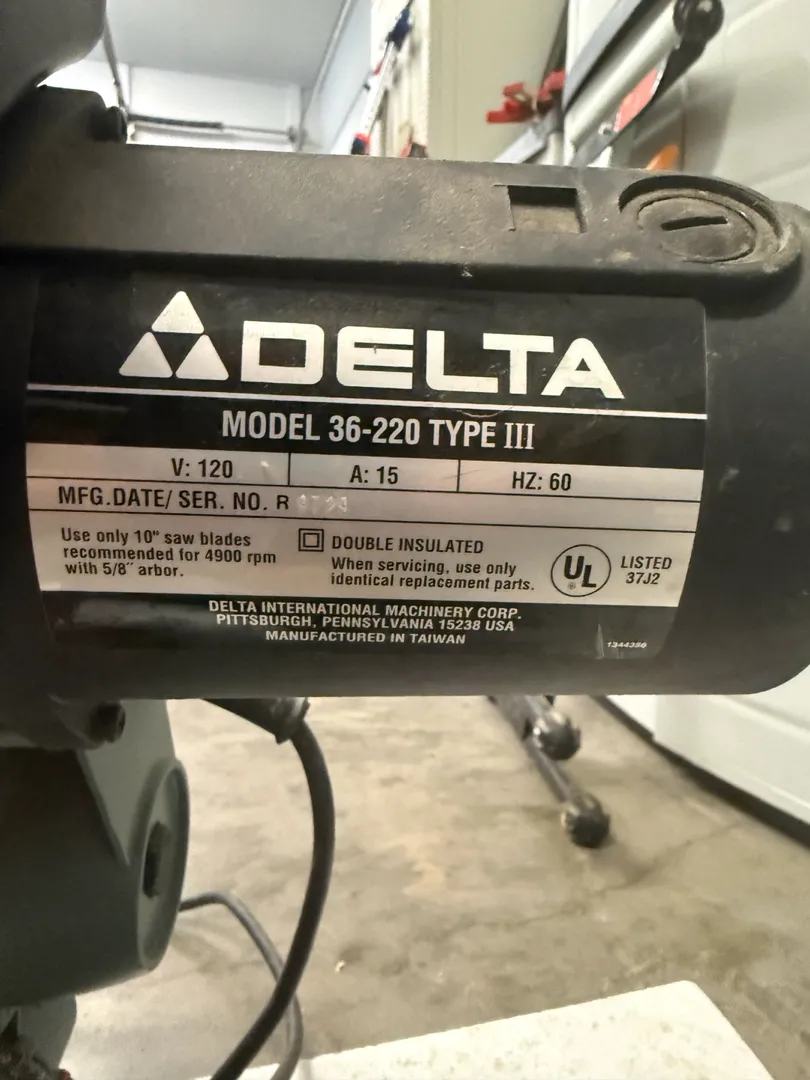 DELTA
MODEL 36-220 TYPE III
V: 120 A: 15 HZ: 60
MFG.DATE/ SER. NO. R
Use only 10" saw blades
recommended for 4900 rpm
with 5/8" arbor.
DOUBLE INSULATED
When servicing, use only
identical replacement parts.
UL
®
LISTED
37J2
DELTA INTERNATIONAL MACHINERY CORP.
PITTSBURGH, PENNSYLVANIA 15238 USA
MANUFACTURED IN TAIWAN